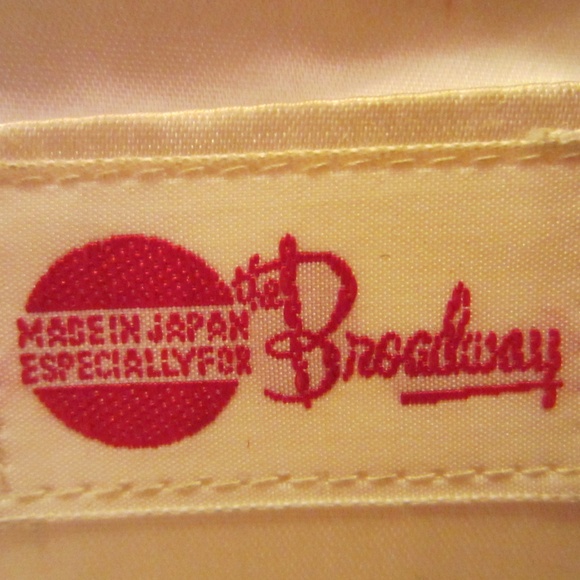 MADE IN JAPAN
ESPECIALLY FOR
the Broadway